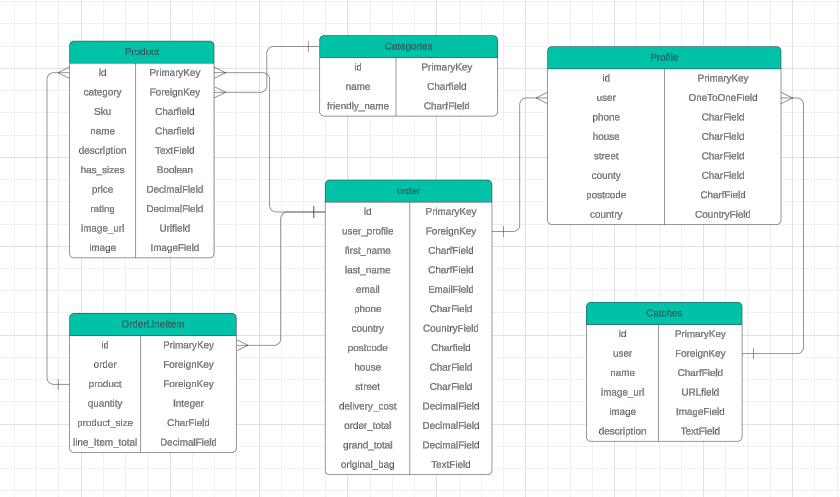 Product
id PrimaryKey
category ForeignKey
Sku Charfield
name Charfield
description TextField
has_sizes Boolean
price DecimalField
rating DecimalField
image_url Urlfield
image ImageField
Categories
id PrimaryKey
name Charfield
friendly_name CharfField
Profile
id PrimaryKey
user OneToOneField
phone CharField
house CharField
street CharField
county CharField
postcode CharfField
country CountryField
order
id PrimaryKey
user_profile ForeignKey
first_name CharfField
last_name CharfField
email EmailField
phone CharField
country CountryField
postcode Charfield
house CharField
street CharField
delivery_cost DecimalField
order_total DecimalField
grand_total DecimalField
original_bag TextField
OrderLineItem
id PrimaryKey
order ForeignKey
product ForeignKey
quantity Integer
product_size CharField
line_item_total DecimalField
Catches
id PrimaryKey
user ForeignKey
name CharfField
image_url URLfield
image ImageField
description TextField